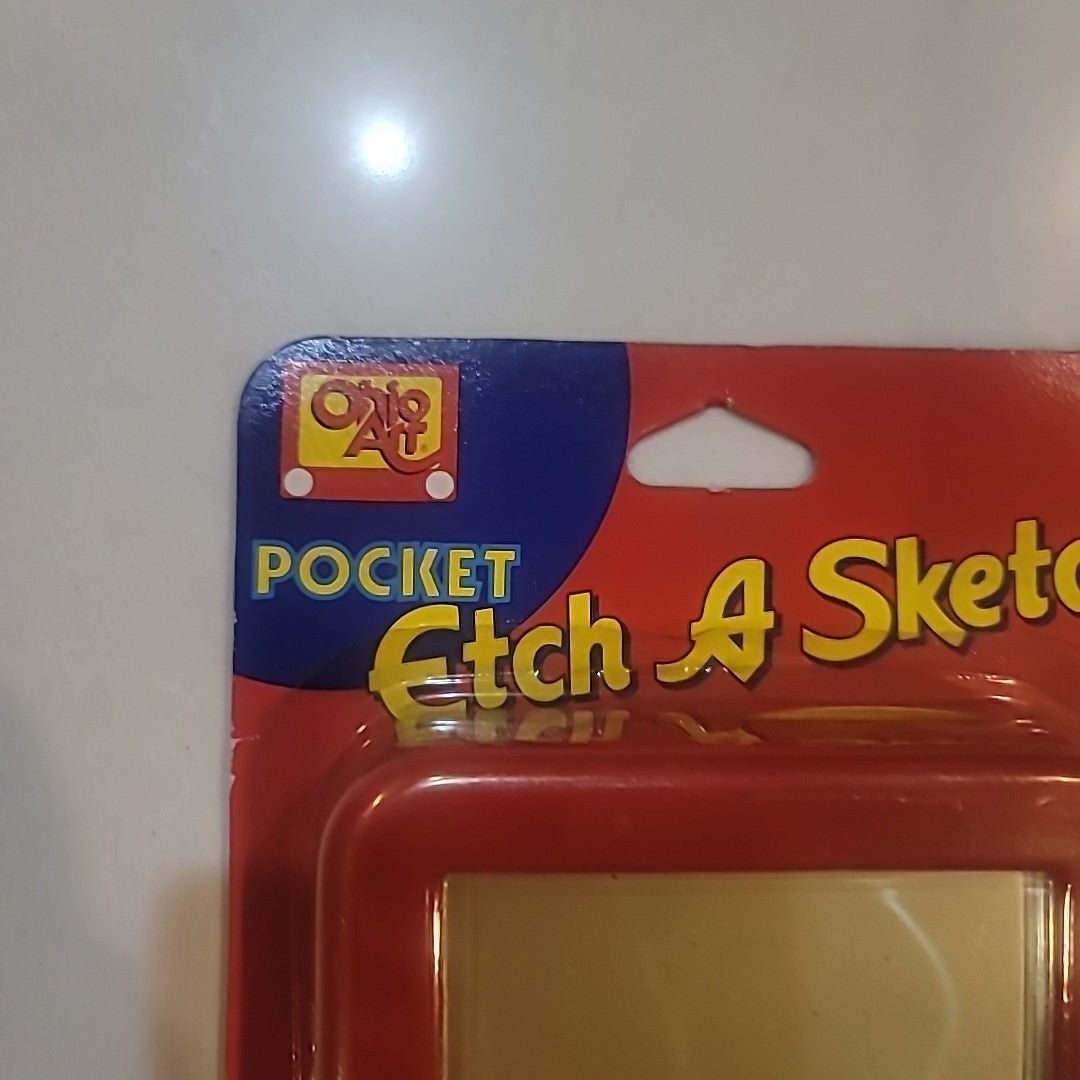 Ohio
Art
POCKET
Etch A Sketc